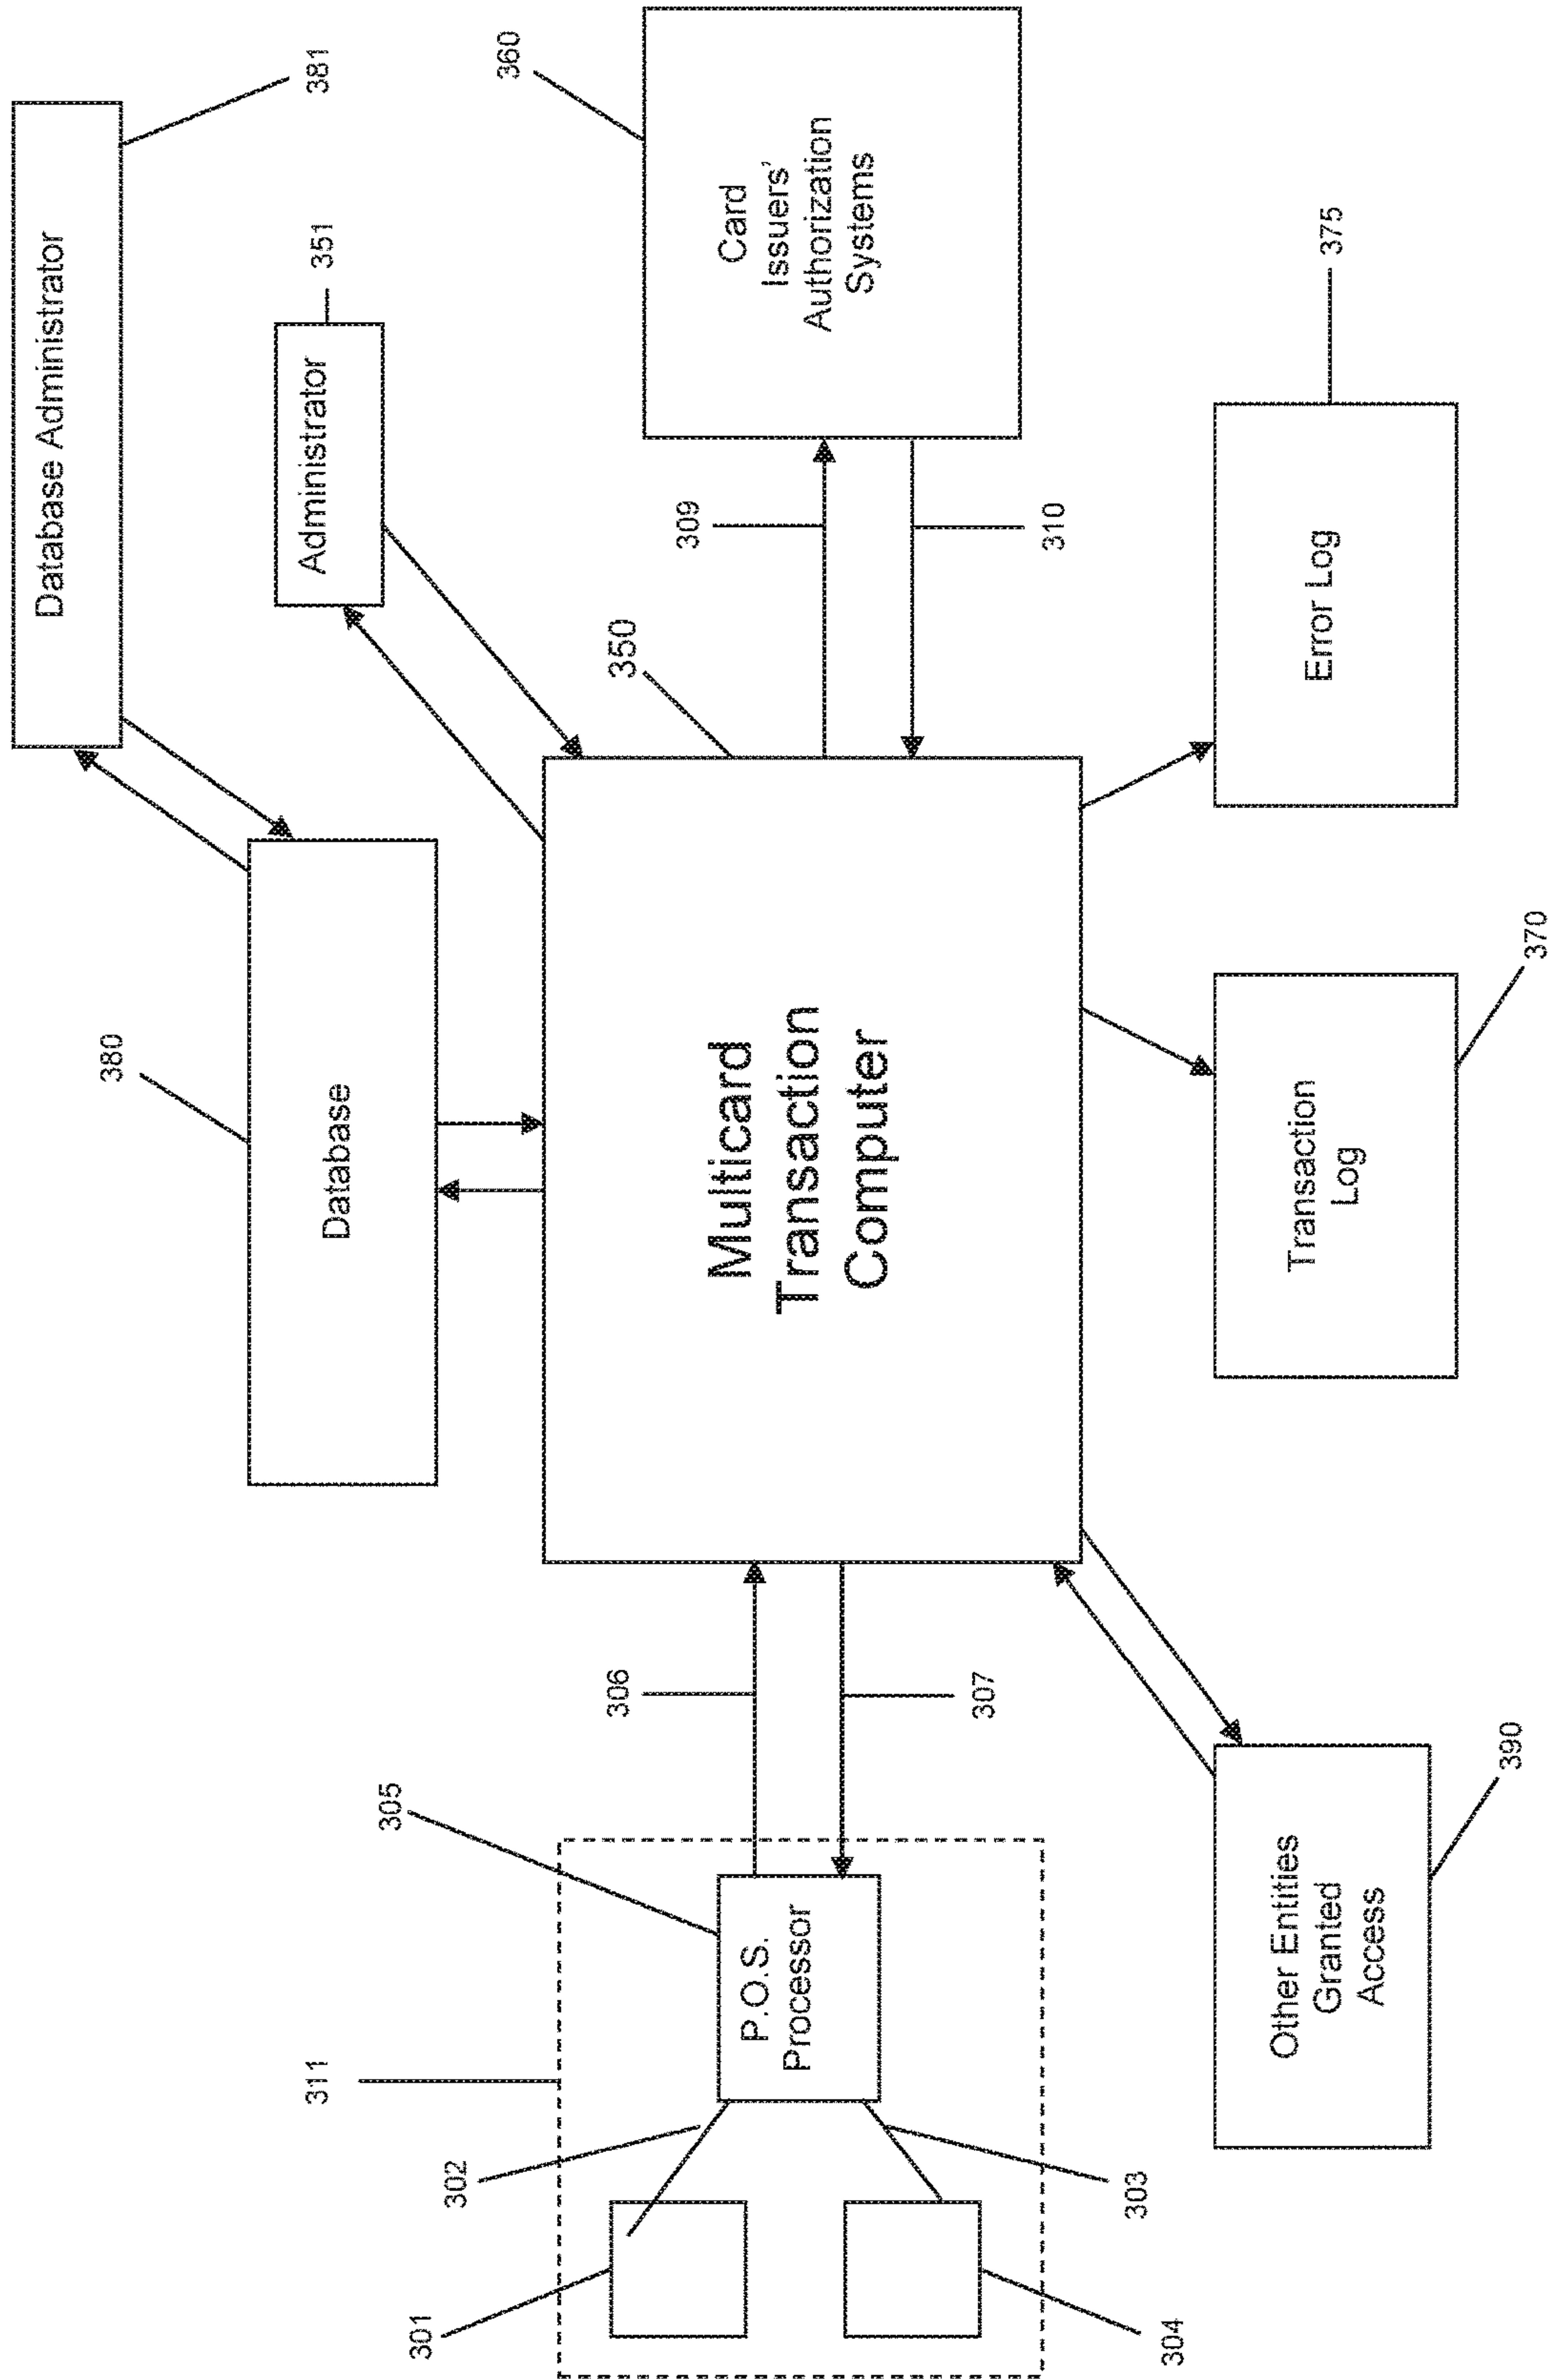 Database Administrator
381
Administrator
351
380
Database
360
Card
Issuers'
Authorization
Systems
350
309
310
Multicard
Transaction
Computer
306
307
305
311
P.O.S.
Processor
302
303
301
304
Error Log
375
Transaction
Log
370
Other Entities
Granted
Access
390